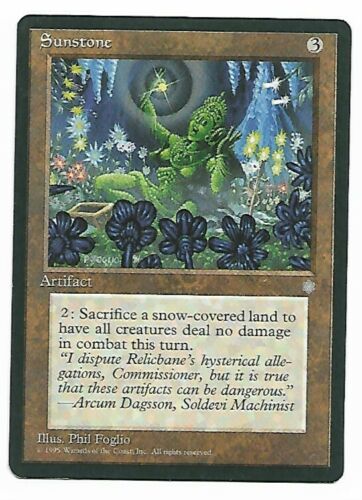 Sunstone 3
P. FOGLIO
Artifact
2: Sacrifice a snow-covered land to
have all creatures deal no damage
in combat this turn.
"I dispute Relicbane's hysterical alle-
gations, Commissioner, but it is true
that these artifacts can be dangerous."
—Arcum Dagsson, Soldevi Machinist
Illus. Phil Foglio
© 1995 Wizards of the Coast, Inc. All rights reserved.